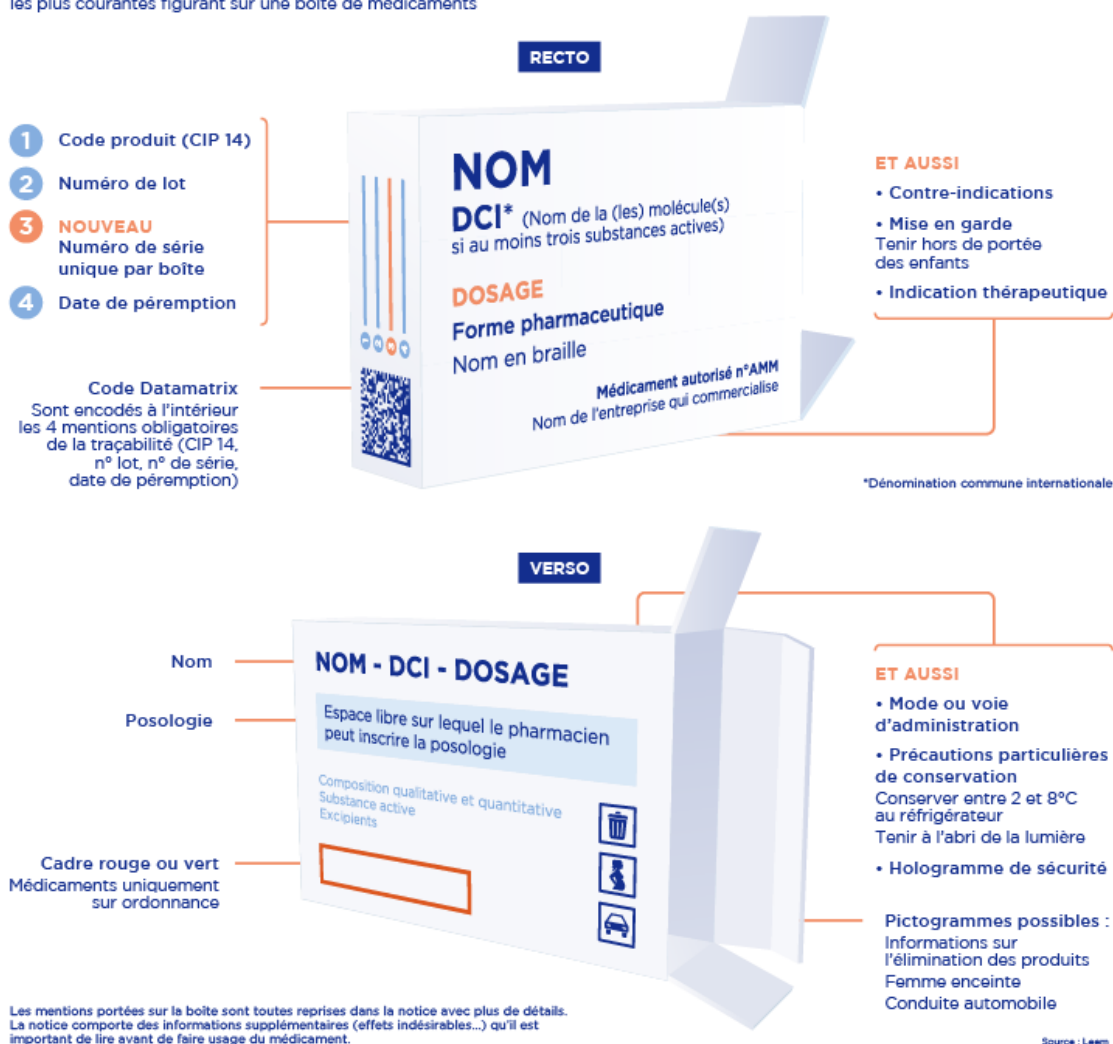 les plus courantes figurant sur une boîte de médicaments
RECTO
1 Code produit (CIP 14)
2 Numéro de lot
3 NOUVEAU
Numéro de série
unique par boîte
4 Date de péremption
Code Datamatrix
Sont encodés à l'intérieur
les 4 mentions obligatoires
de la traçabilité (CIP 14,
n° lot, n° de série,
date de péremption)
1 2 3 4
NOM
DCI* (Nom de la (les) molécule(s)
si au moins trois substances actives)
DOSAGE
Forme pharmaceutique
Nom en braille
Médicament autorisé n°AMM
Nom de l'entreprise qui commercialise
ET AUSSI
• Contre-indications
• Mise en garde
Tenir hors de portée
des enfants
• Indication thérapeutique
*Dénomination commune internationale
VERSO
Nom
Posologie
Cadre rouge ou vert
Médicaments uniquement
sur ordonnance
NOM - DCI - DOSAGE
Espace libre sur lequel le pharmacien
peut inscrire la posologie
Composition qualitative et quantitative
Substance active
Excipients
ET AUSSI
• Mode ou voie
d'administration
• Précautions particulières
de conservation
Conserver entre 2 et 8°C
au réfrigérateur
Tenir à l'abri de la lumière
• Hologramme de sécurité
Pictogrammes possibles :
Informations sur
l'élimination des produits
Femme enceinte
Conduite automobile
Les mentions portées sur la boîte sont toutes reprises dans la notice avec plus de détails.
La notice comporte des informations supplémentaires (effets indésirables...) qu'il est
important de lire avant de faire usage du médicament.
Source : Leem